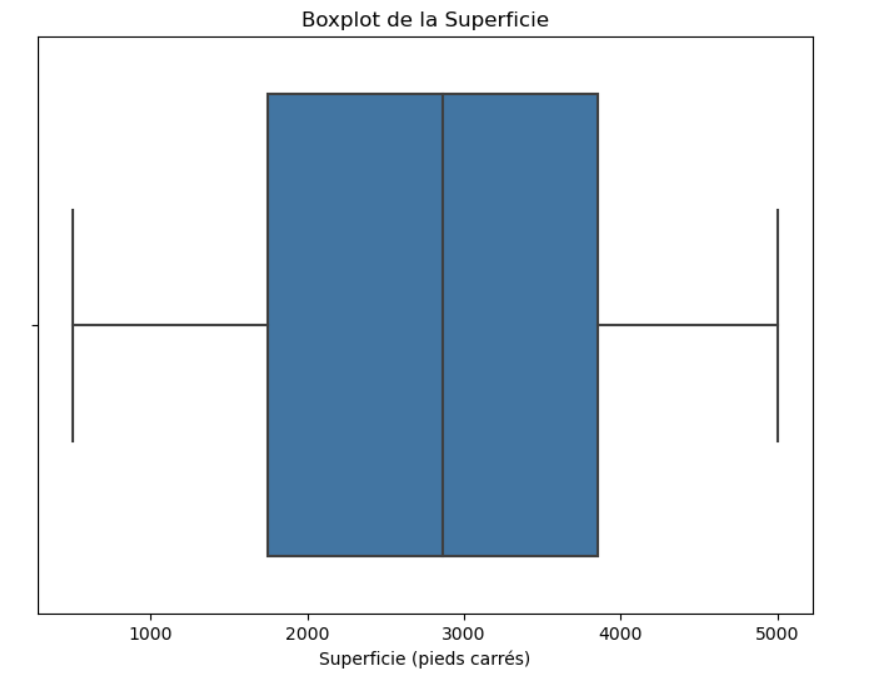 Boxplot de la Superficie
1000 2000 3000 4000 5000
Superficie (pieds carrés)